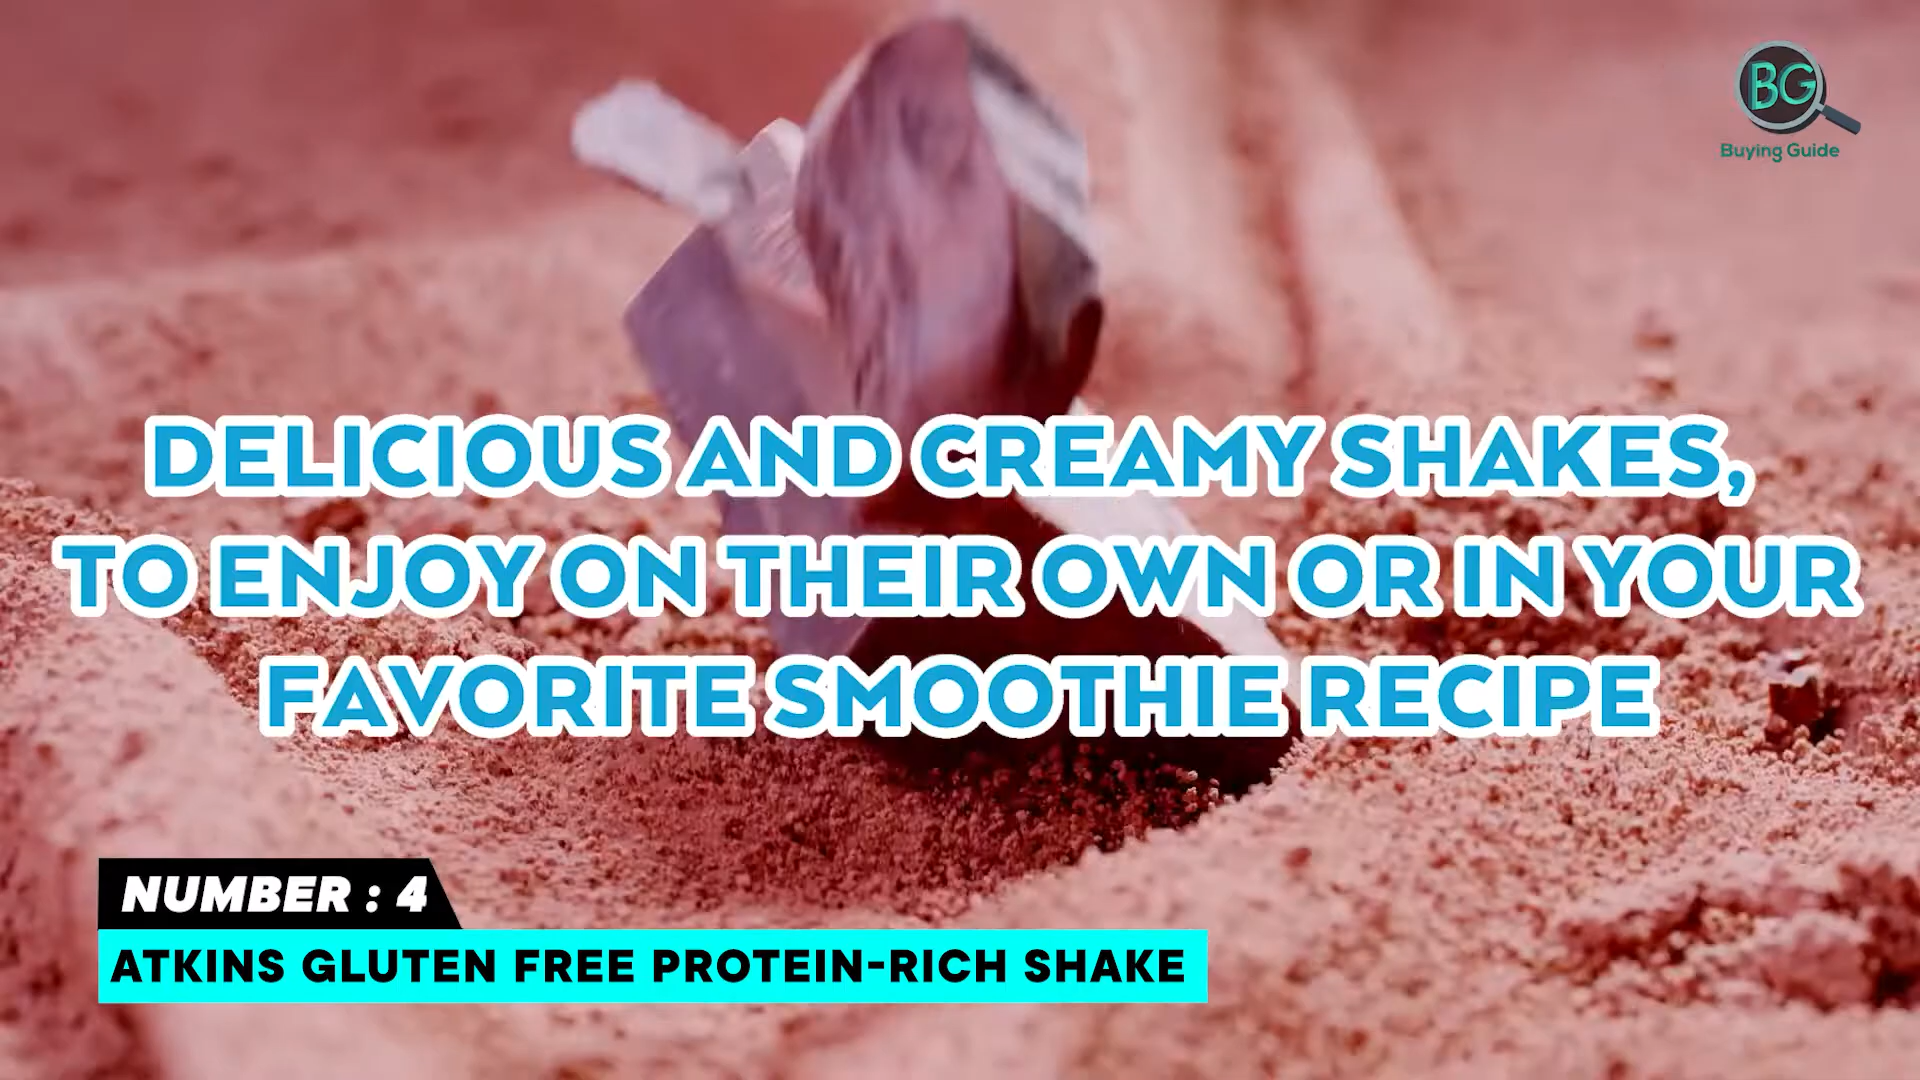 BG
Buying Guide
DELICIOUS AND CREAMY SHAKES,
TO ENJOY ON THEIR OWN OR IN YOUR
FAVORITE SMOOTHIE RECIPE
NUMBER : 4
ATKINS GLUTEN FREE PROTEIN-RICH SHAKE